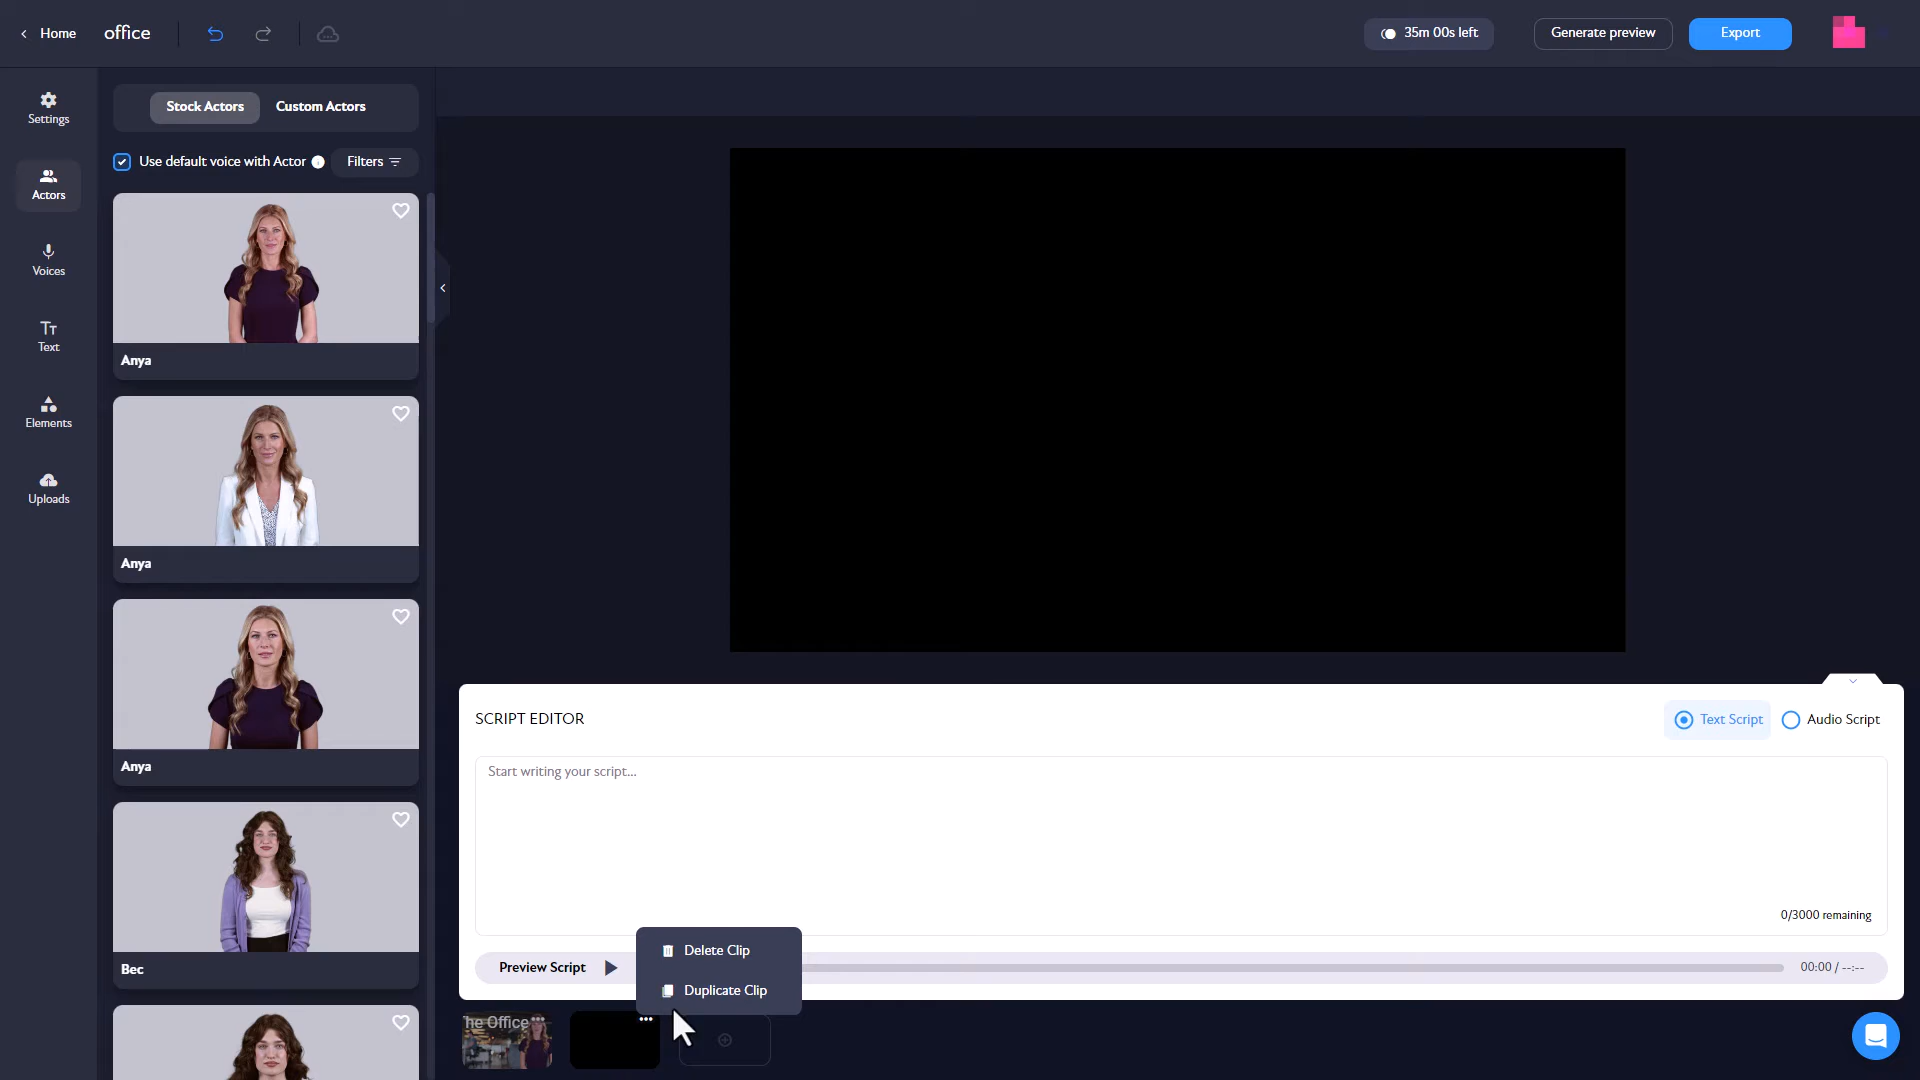 Home
office
35m 00s left
Generate preview
Export
Settings
Actors
Voices
Text
Elements
Uploads
Stock Actors
Custom Actors
Use default voice with Actor
Filters
Anya
Anya
Anya
Bec
SCRIPT EDITOR
Text Script
Audio Script
Start writing your script...
0/3000 remaining
Delete Clip
Preview Script
00:00 / --:--
Duplicate Clip
he Office